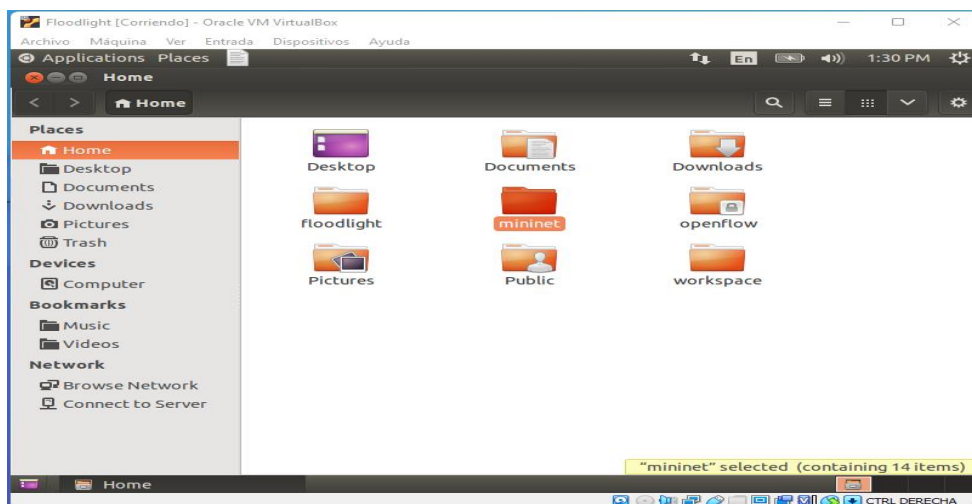 Floodlight [Corriendo] - Oracle VM VirtualBox
Archivo Máquina Ver Entrada Dispositivos Ayuda
Applications Places En 1:30 PM
Home
< > Home
Places
Home
Desktop
Documents
Downloads
Pictures
Trash
Devices
Computer
Bookmarks
Music
Videos
Network
Browse Network
Connect to Server
Desktop Documents Downloads
floodlight mininet openflow
Pictures Public workspace
"mininet" selected (containing 14 items)
Home
CTRL DERECHA